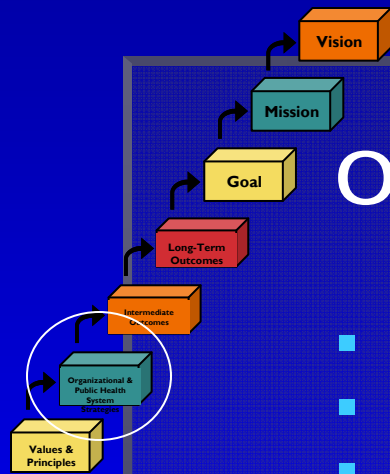 Vision
Mission
O
Goal
Long-Term
Outcomes
Intermediate
Outcomes
Organizational &
Public Health
System
Strategies
Values &
Principles